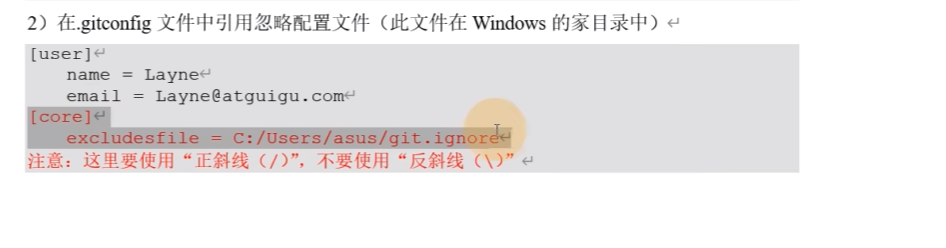 2）在.gitconfig 文件中引用忽略配置文件（此文件在 Windows 的家目录中）
[user]
name = Layne
email = Layne@atguigu.com
[core]
excludesfile = C:/Users/asus/git.ignore
注意：这里要使用“正斜线（/）”，不要使用“反斜线（\）”